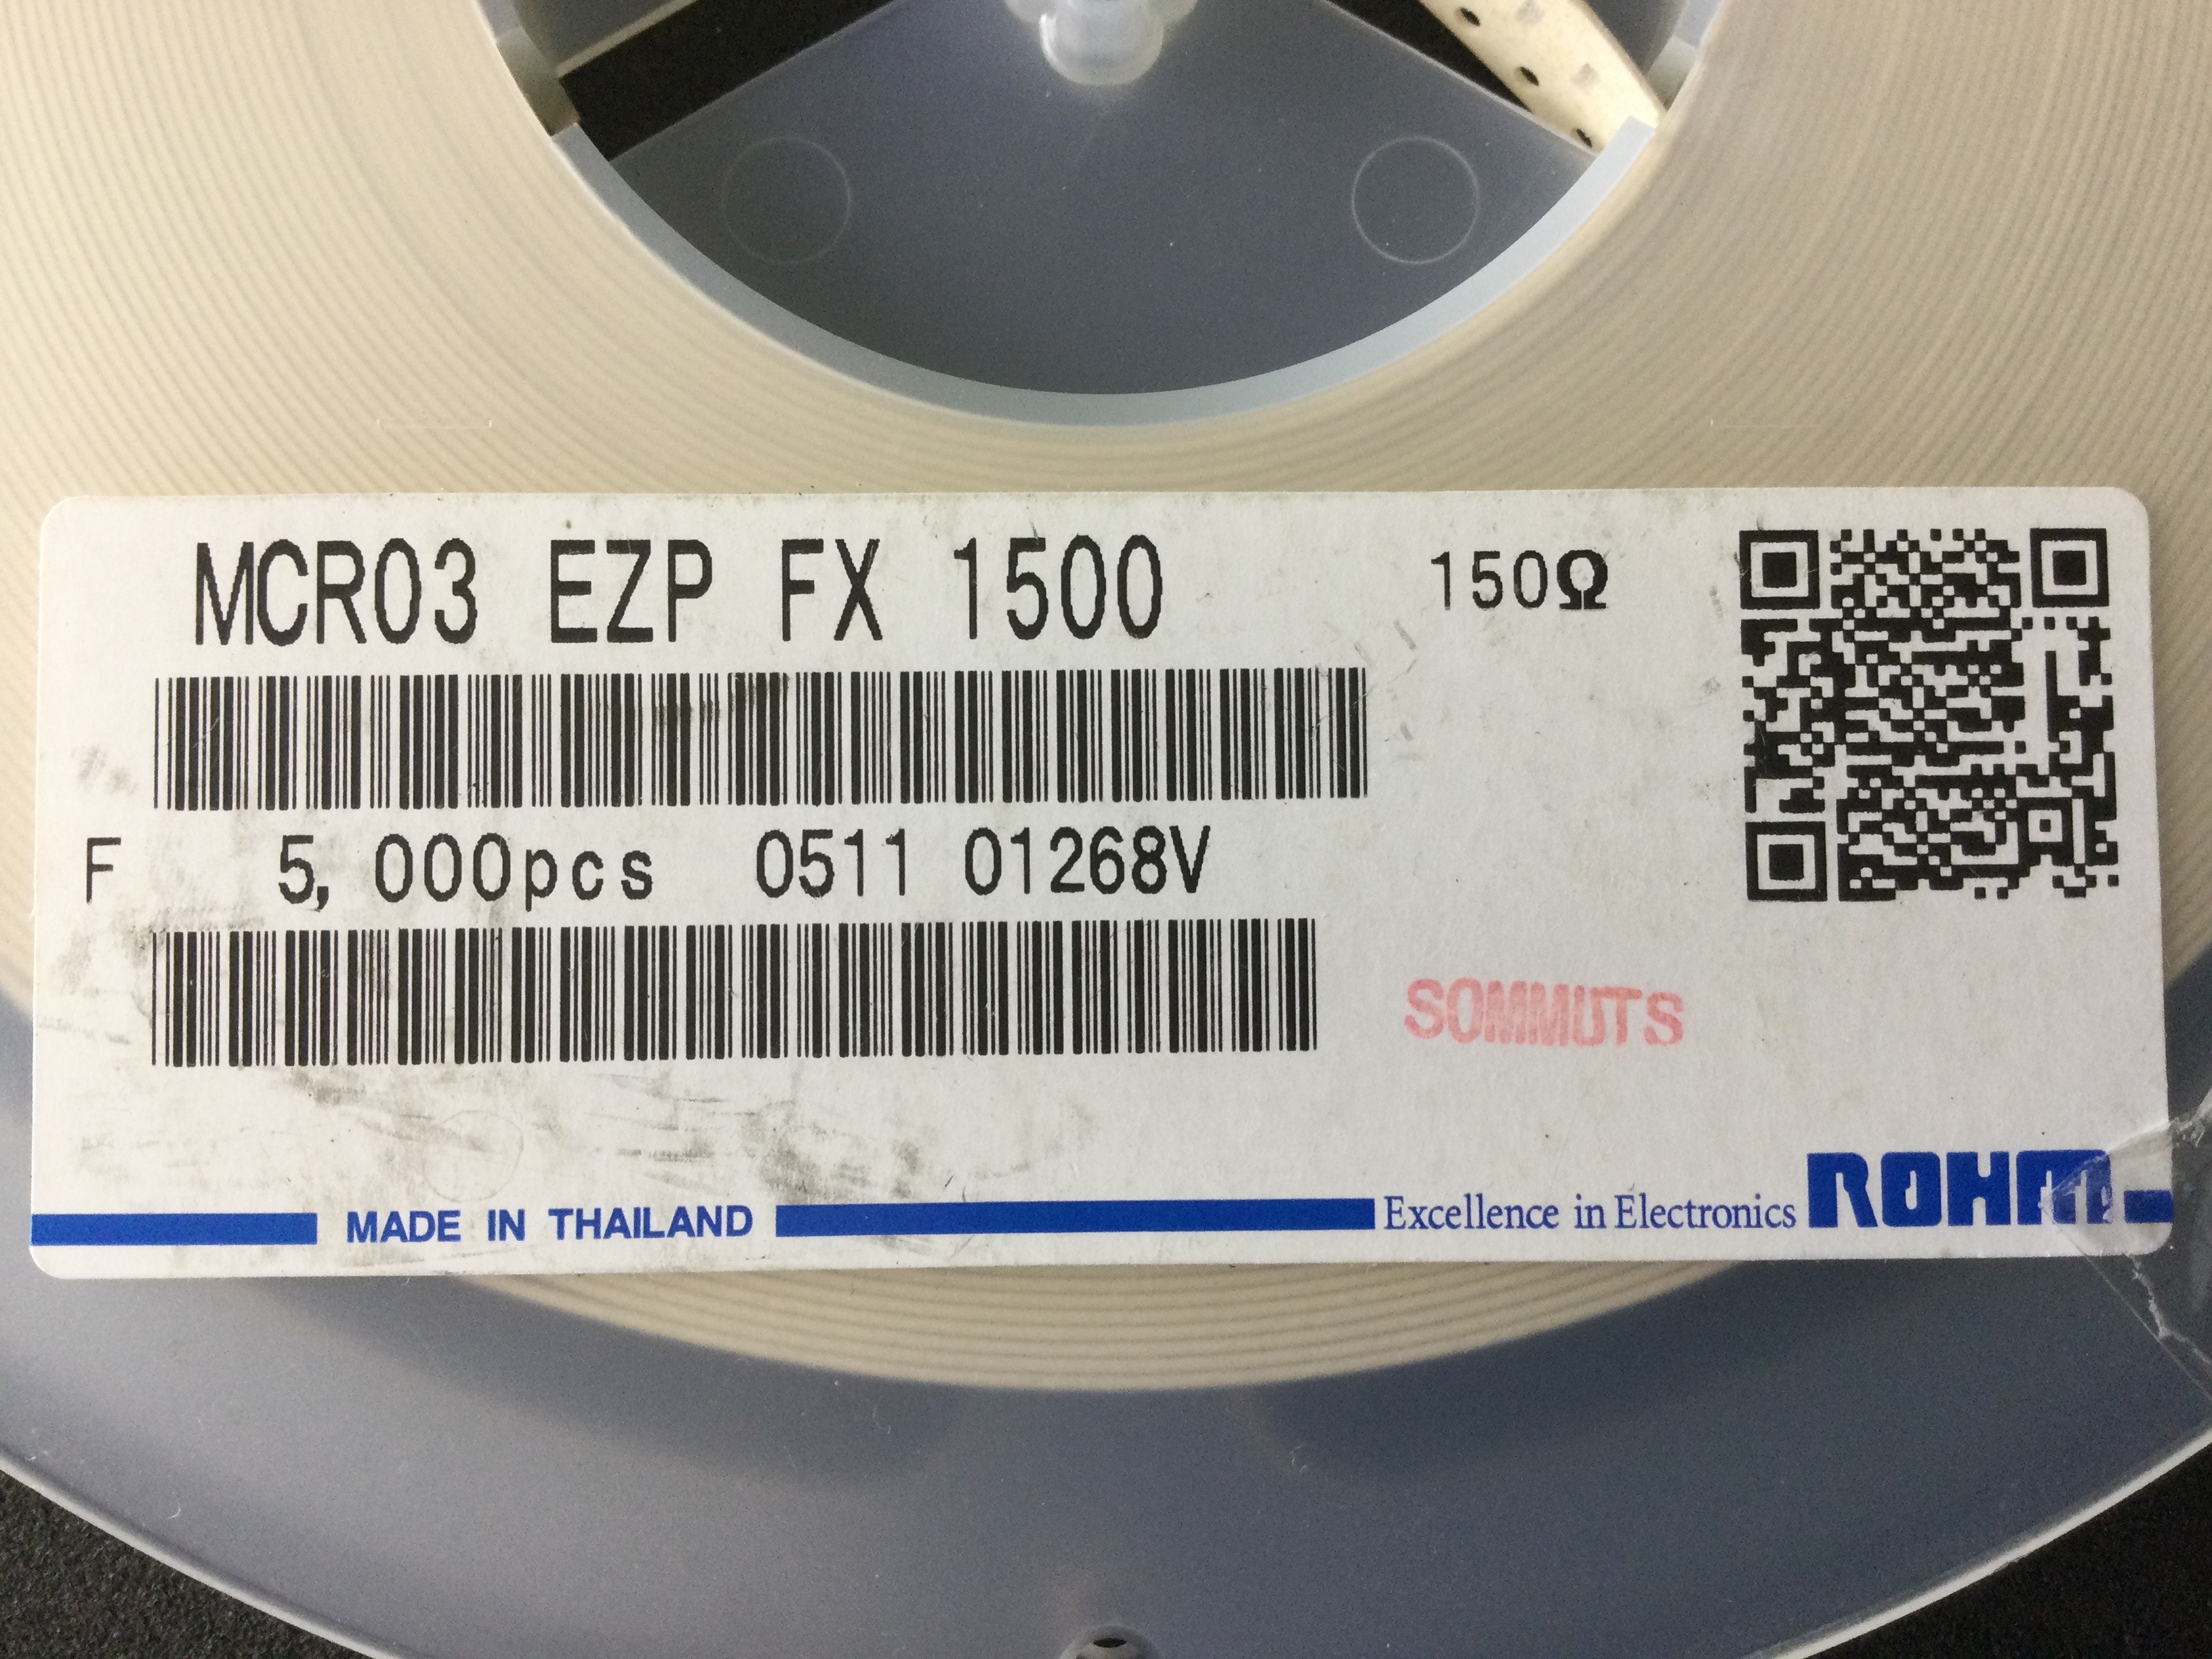 MCR03 EZP FX 1500 150Ω
F 5,000pcs 0511 01268V
SOMMUTS
MADE IN THAILAND Excellence in Electronics ROHM